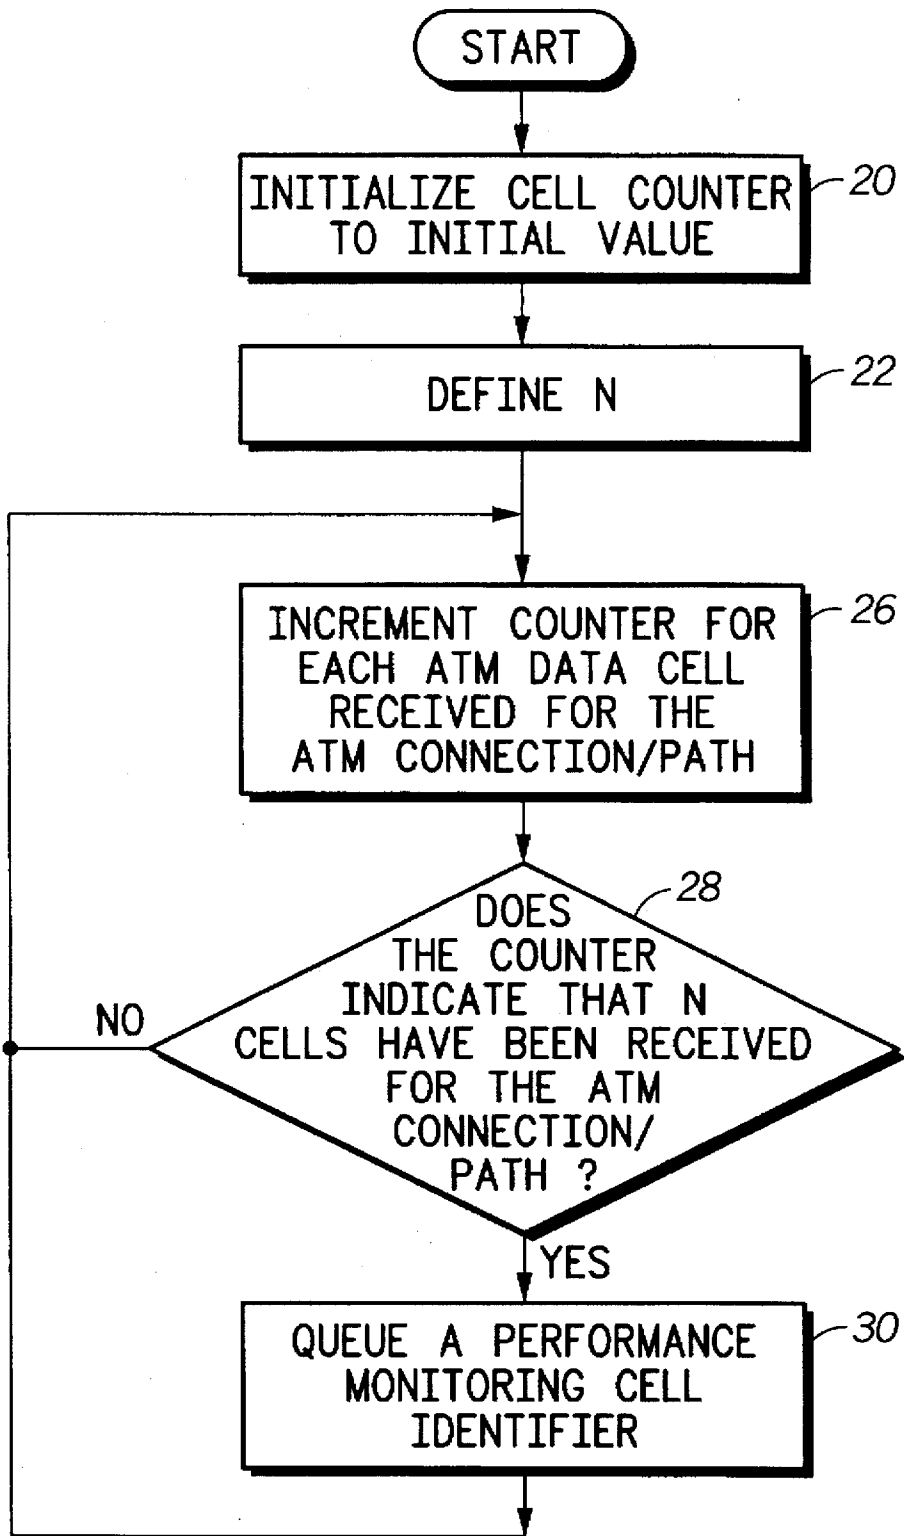 START
INITIALIZE CELL COUNTER
TO INITIAL VALUE
20
DEFINE N
22
INCREMENT COUNTER FOR
EACH ATM DATA CELL
RECEIVED FOR THE
ATM CONNECTION/PATH
26
28
DOES
THE COUNTER
INDICATE THAT N
CELLS HAVE BEEN RECEIVED
FOR THE ATM
CONNECTION/
PATH ?
NO
YES
QUEUE A PERFORMANCE
MONITORING CELL
IDENTIFIER
30